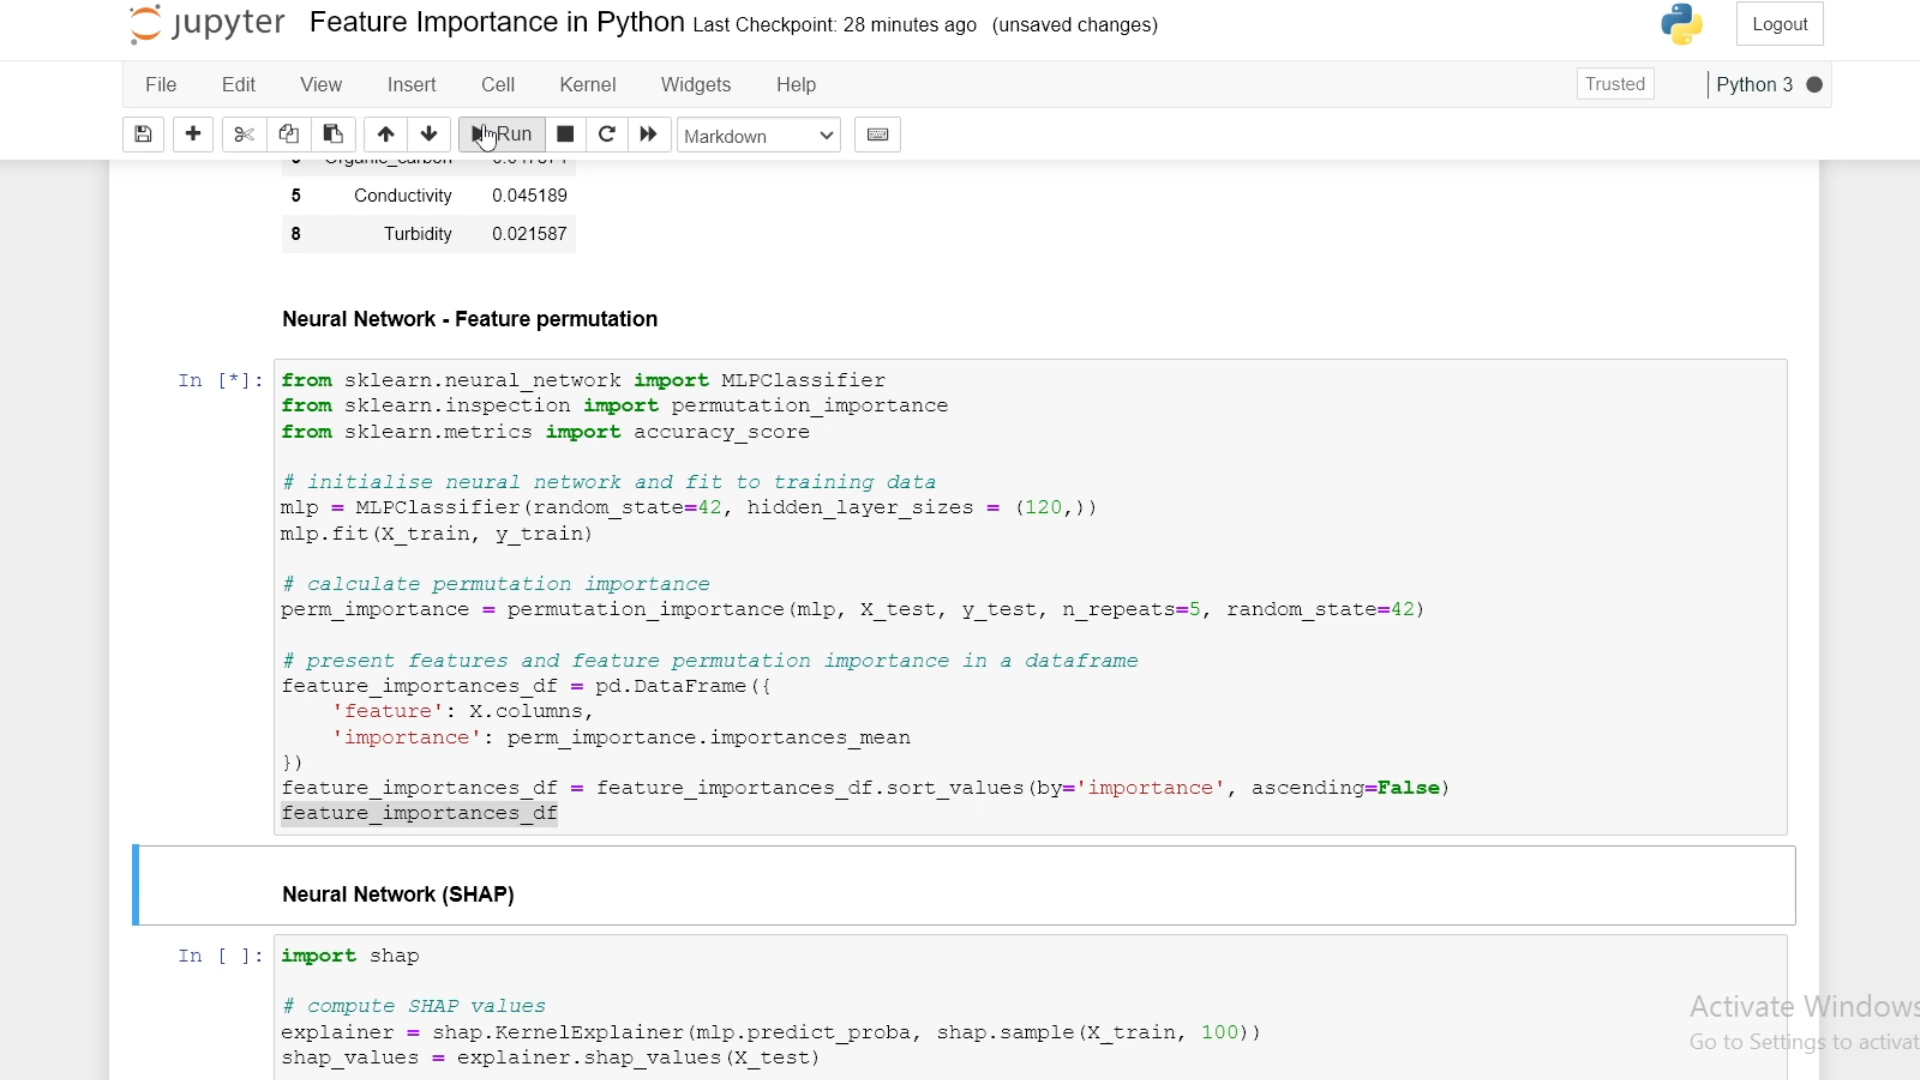 jupyter Feature Importance in Python Last Checkpoint: 28 minutes ago (unsaved changes) Logout
File Edit View Insert Cell Kernel Widgets Help Trusted Python 3
Run Markdown
5 Conductivity 0.045189
8 Turbidity 0.021587
Neural Network - Feature permutation
In [*]: from sklearn.neural_network import MLPClassifier
from sklearn.inspection import permutation_importance
from sklearn.metrics import accuracy_score
# initialise neural network and fit to training data
mlp = MLPClassifier(random_state=42, hidden_layer_sizes = (120,))
mlp.fit(X_train, y_train)
# calculate permutation importance
perm_importance = permutation_importance(mlp, X_test, y_test, n_repeats=5, random_state=42)
# present features and feature permutation importance in a dataframe
feature_importances_df = pd.DataFrame({
'feature': X.columns,
'importance': perm_importance.importances_mean
})
feature_importances_df = feature_importances_df.sort_values(by='importance', ascending=False)
feature_importances_df
Neural Network (SHAP)
In [ ]: import shap
# compute SHAP values
explainer = shap.KernelExplainer(mlp.predict_proba, shap.sample(X_train, 100))
shap_values = explainer.shap_values(X_test)
Activate Windows
Go to Settings to activat